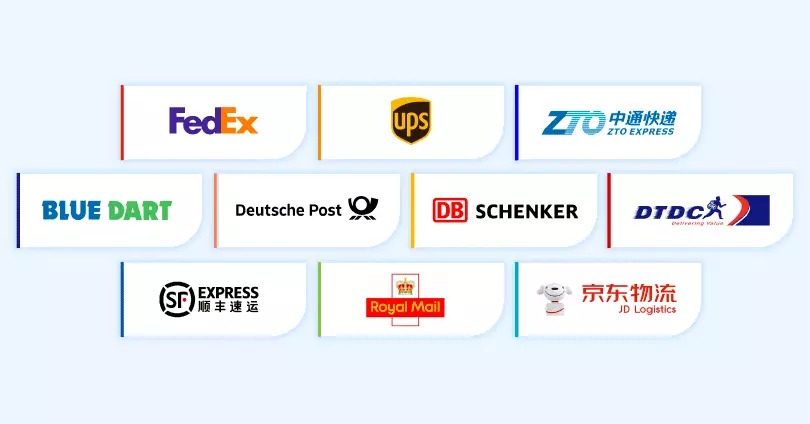 FedEx
ups
ZTO 中通快递
ZTO EXPRESS
BLUE DART
Deutsche Post
DB SCHENKER
DTDC
Delivering Value
SF EXPRESS
顺丰速运
Royal Mail
京东物流
JD Logistics